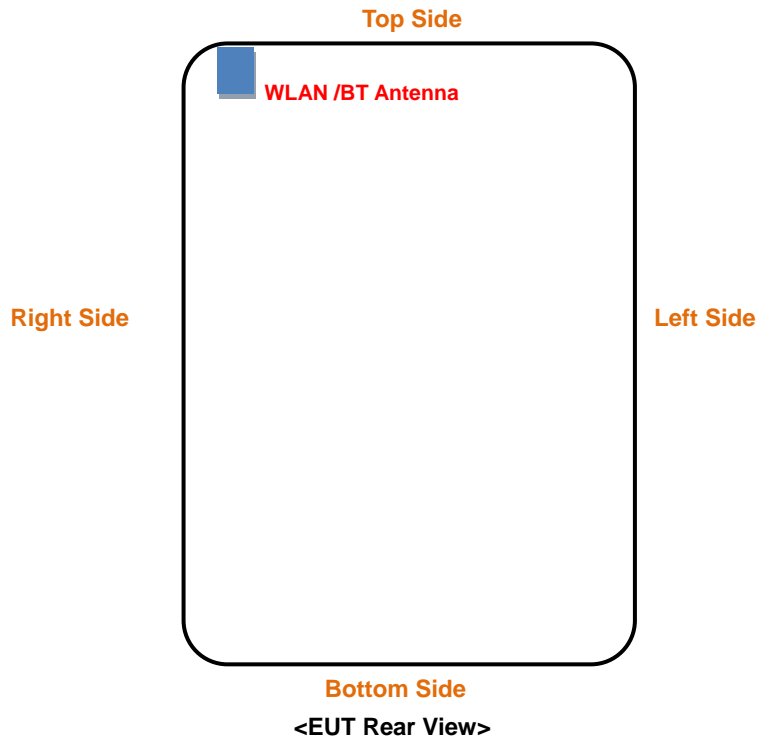 Top Side
WLAN /BT Antenna
Right Side
Left Side
Bottom Side
<EUT Rear View>